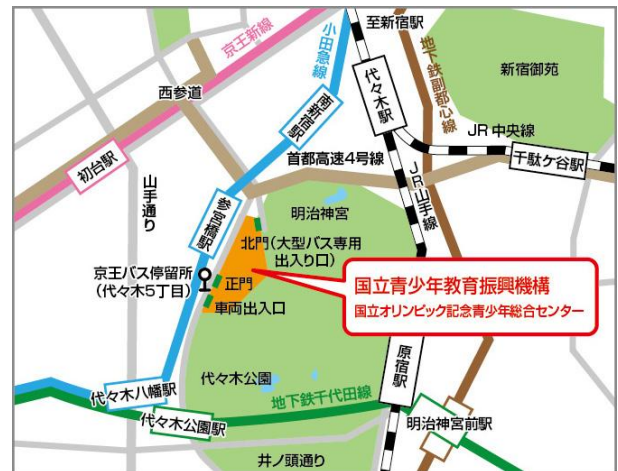 至新宿駅
小田急線
京王新線
地下鉄副都心線
新宿御苑
代々木駅
西参道
南新宿駅
JR中央線
初台駅
首都高速4号線
千駄ケ谷駅
山手通り
JR山手線
参宮橋駅
明治神宮
北門(大型バス専用
出入り口)
京王バス停留所
(代々木5丁目)
正門
車両出入口
国立青少年教育振興機構
国立オリンピック記念青少年総合センター
原宿駅
代々木公園
代々木八幡駅
地下鉄千代田線
代々木公園駅
明治神宮前駅
井ノ頭通り